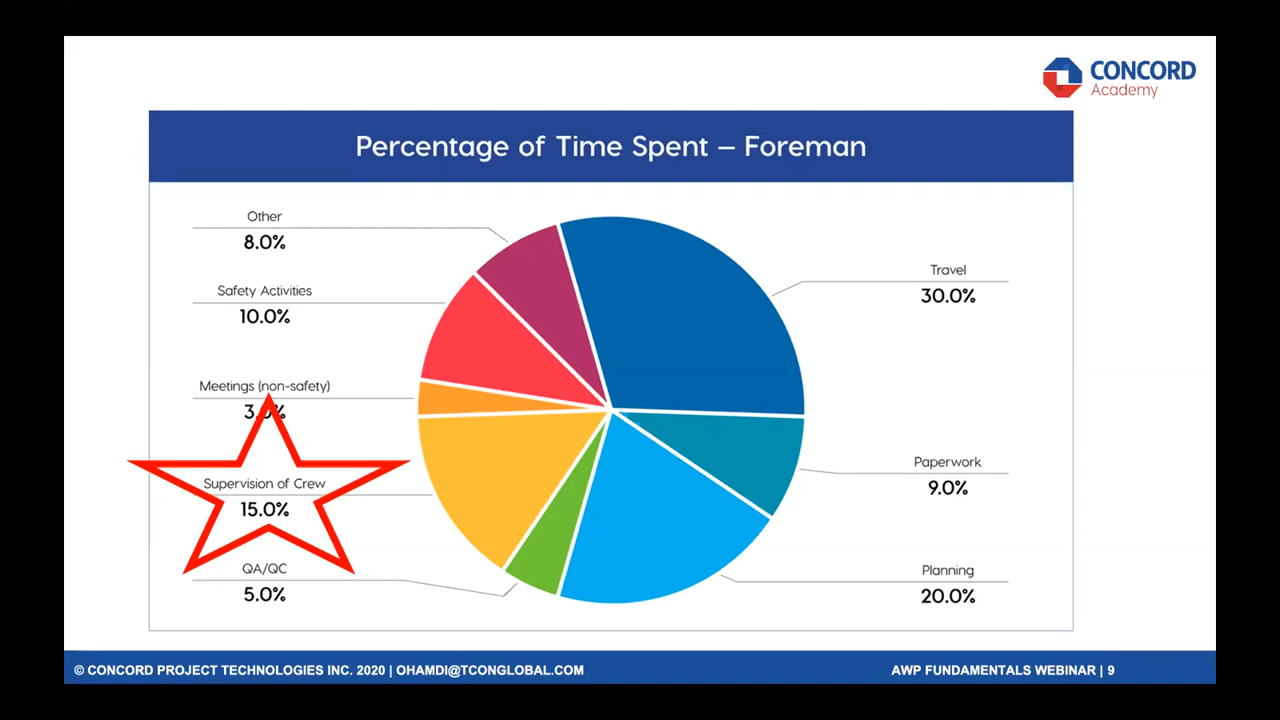 CONCORD
Academy
Percentage of Time Spent – Foreman
Other
8.0%
Safety Activities
10.0%
Meetings (non-safety)
3.0%
Supervision of Crew
15.0%
QA/QC
5.0%
Travel
30.0%
Paperwork
9.0%
Planning
20.0%
© CONCORD PROJECT TECHNOLOGIES INC. 2020 | OHAMDI@TCONGLOBAL.COM
AWP FUNDAMENTALS WEBINAR | 9